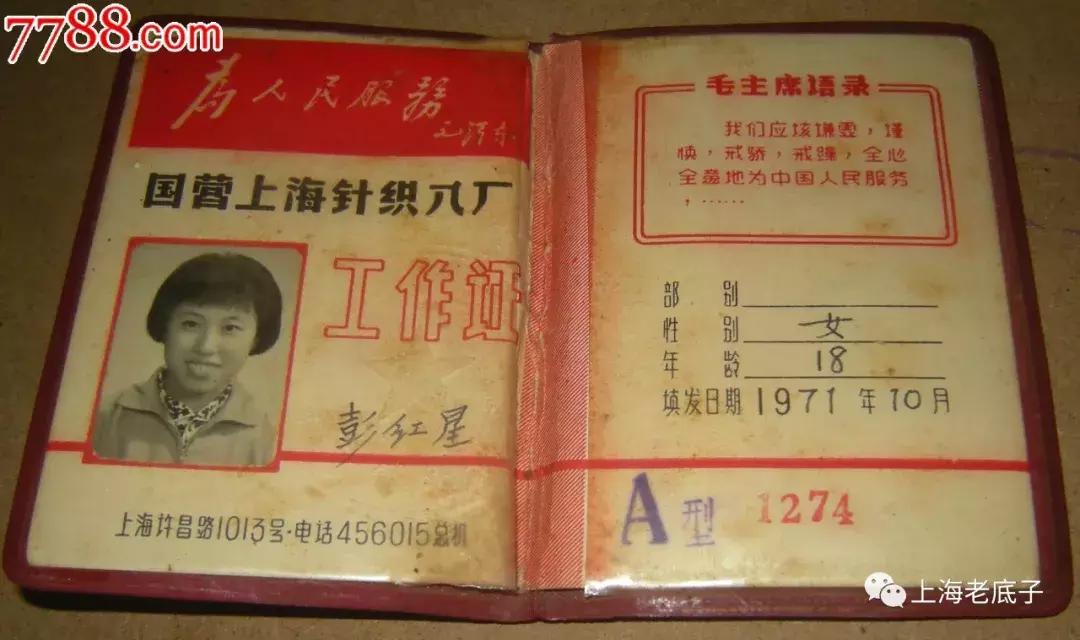 7788.com
为人民服务
毛泽东
国营上海针织八厂
工作证
彭红星
上海许昌路1013号·电话456015总机
毛主席语录
我们应该谦虚，谨
慎，戒骄，戒躁，全心
全意地为中国人民服务
，……
部别
性别 女
年龄 18
填发日期 1971年10月
A型 1274
上海老底子